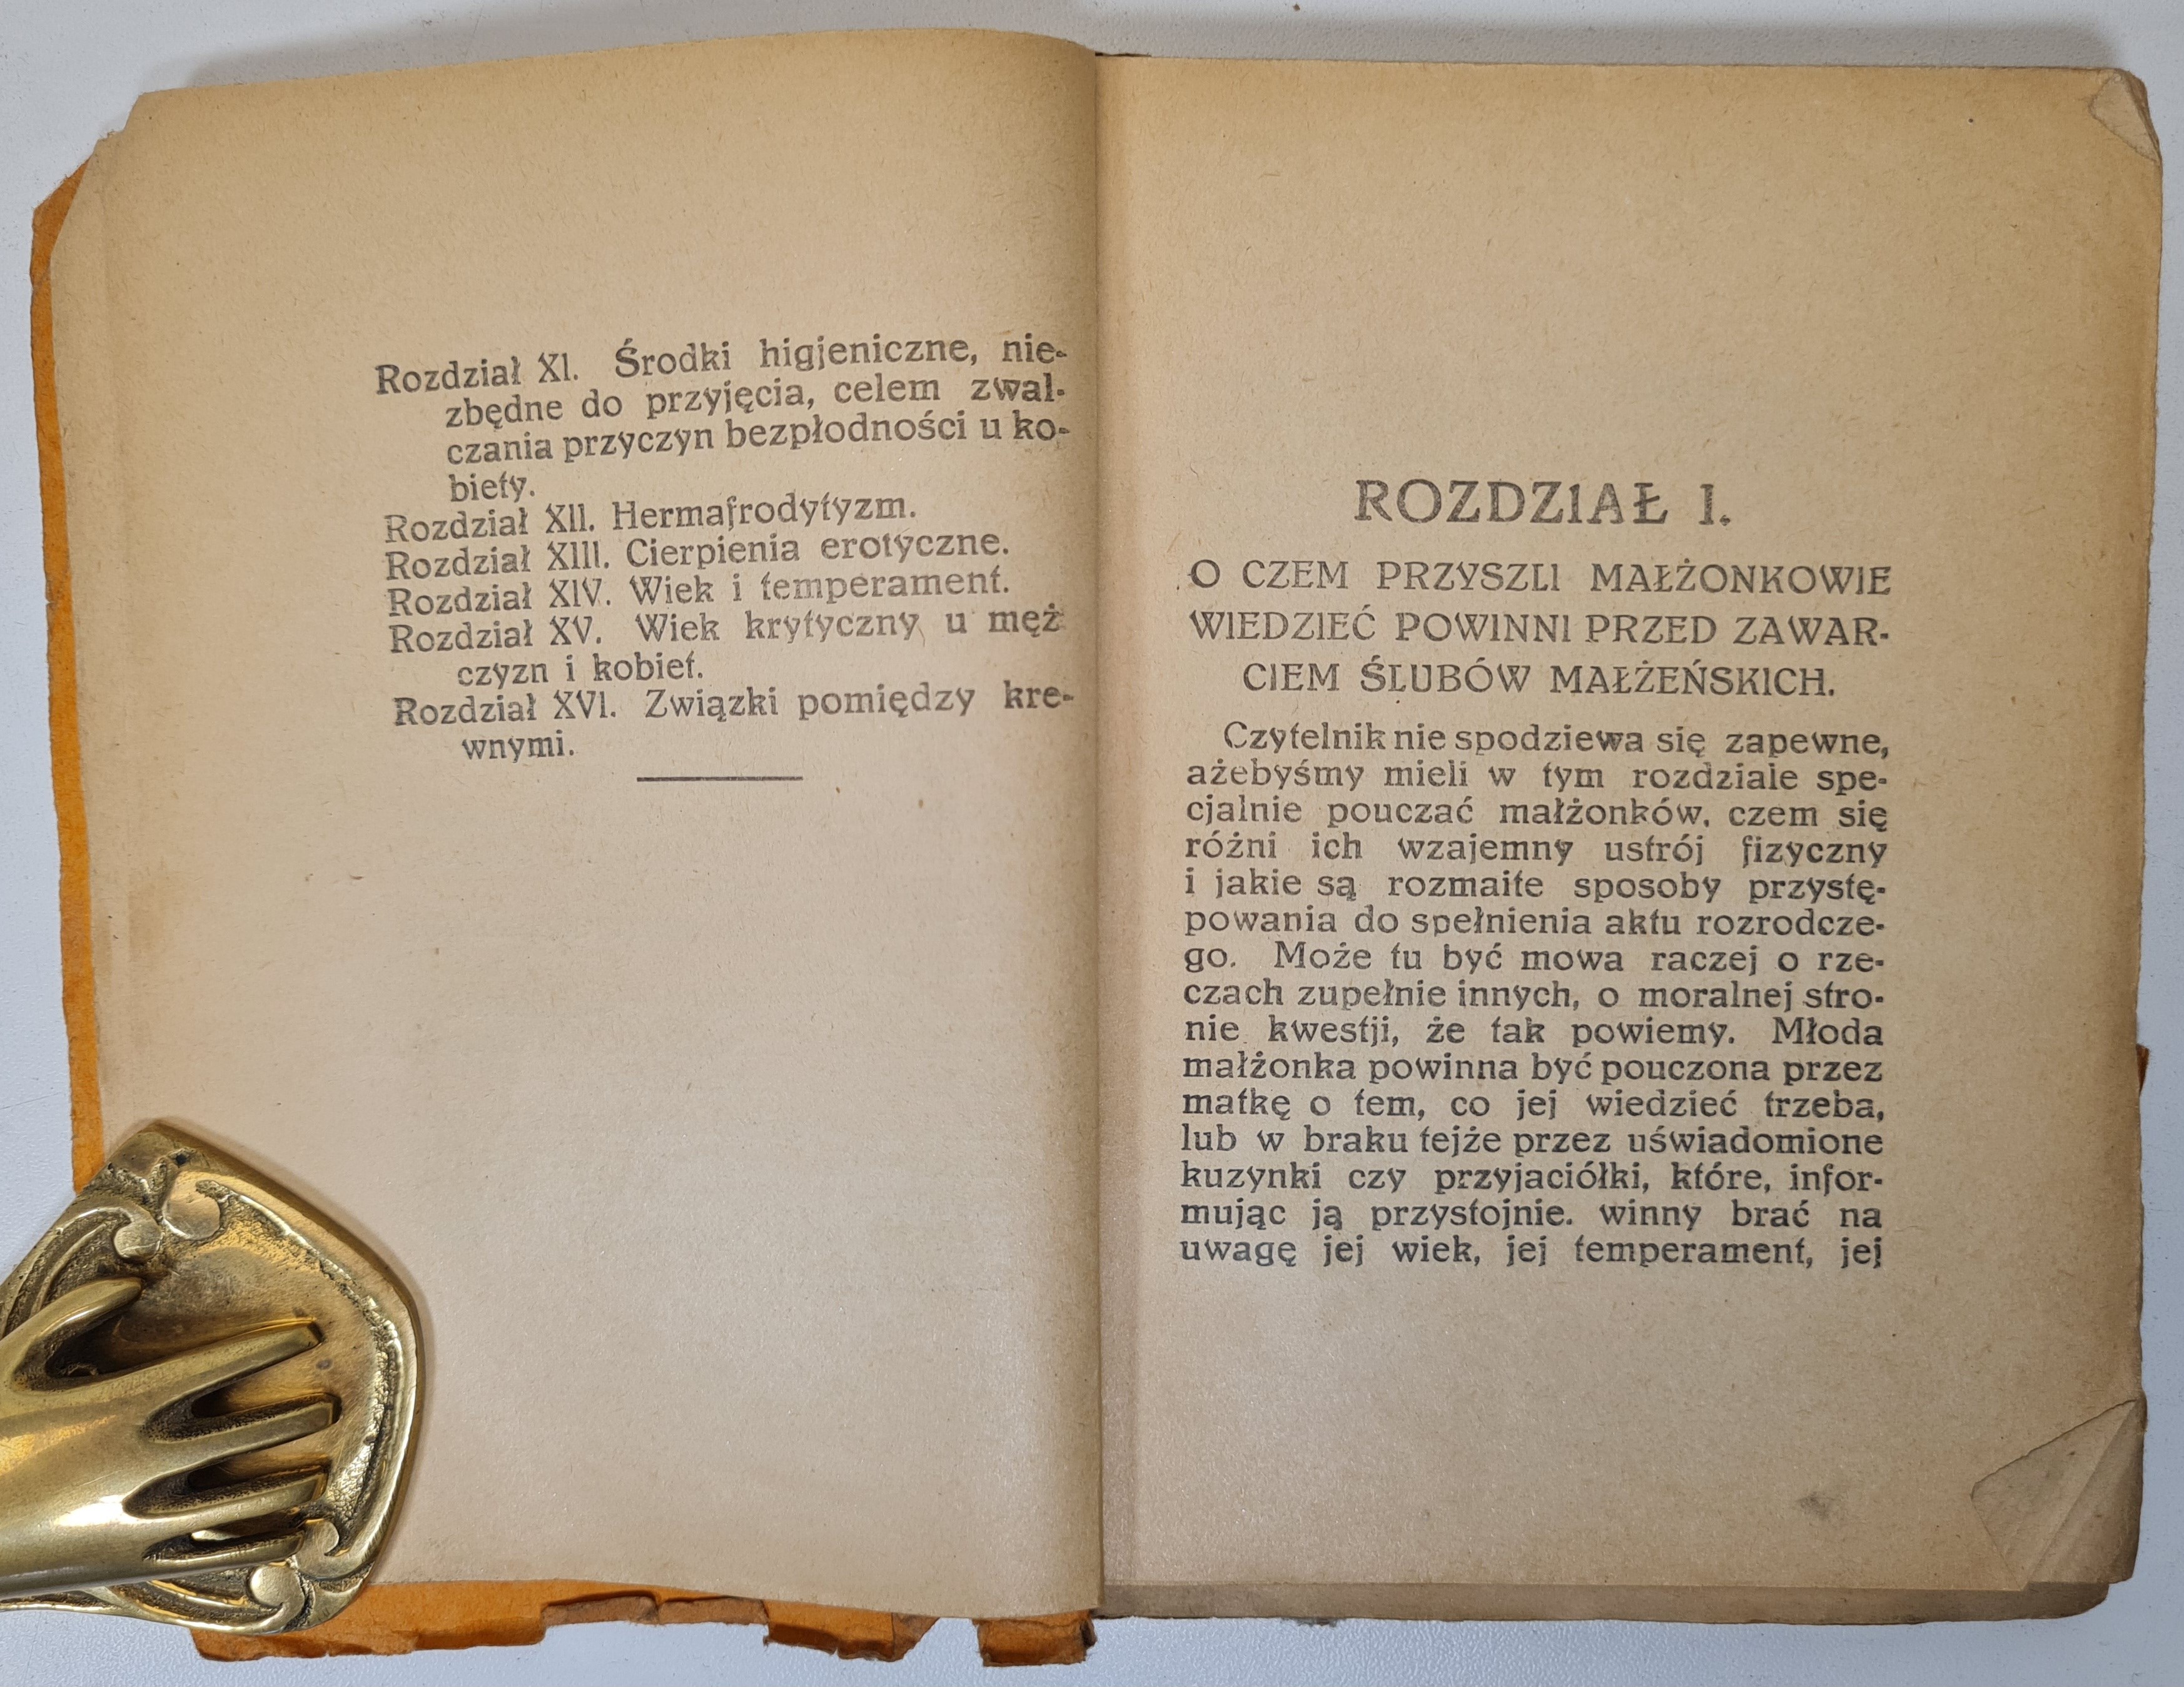 Rozdział XI. Środki higjeniczne, nie-
zbędne do przyjęcia, celem zwal-
czania przyczyn bezpłodności u ko-
biety.
Rozdział XII. Hermafrodytyzm.
Rozdział XIII. Cierpienia erotyczne.
Rozdział XIV. Wiek i temperament.
Rozdział XV. Wiek krytyczny u męż
czyzn i kobiet.
Rozdział XVI. Związki pomiędzy kre-
wnymi.
ROZDZIAŁ I.
O CZEM PRZYSZLI MAŁŻONKOWIE
WIEDZIEĆ POWINNI PRZED ZAWAR-
CIEM ŚLUBÓW MAŁŻEŃSKICH.
Czytelnik nie spodziewa się zapewne,
ażebyśmy mieli w tym rozdziale spe-
cjalnie pouczać małżonków, czem się
różni ich wzajemny ustrój fizyczny
i jakie są rozmaite sposoby przystę-
powania do spełnienia aktu rozrodcze-
go. Może tu być mowa raczej o rze-
czach zupełnie innych, o moralnej stro-
nie kwestji, że tak powiemy. Młoda
małżonka powinna być pouczona przez
matkę o tem, co jej wiedzieć trzeba,
lub w braku tejże przez uświadomione
kuzynki czy przyjaciółki, które, infor-
mując ją przystojnie. winny brać na
uwagę jej wiek, jej temperament, jej